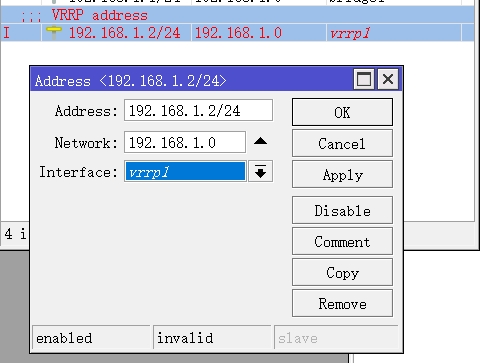 ;;; VRRP address
I 192.168.1.2/24 192.168.1.0 vrrp1
Address <192.168.1.2/24>
Address: 192.168.1.2/24
OK
Network: 192.168.1.0
Cancel
Interface: vrrp1
Apply
Disable
Comment
Copy
Remove
4 i
enabled invalid slave